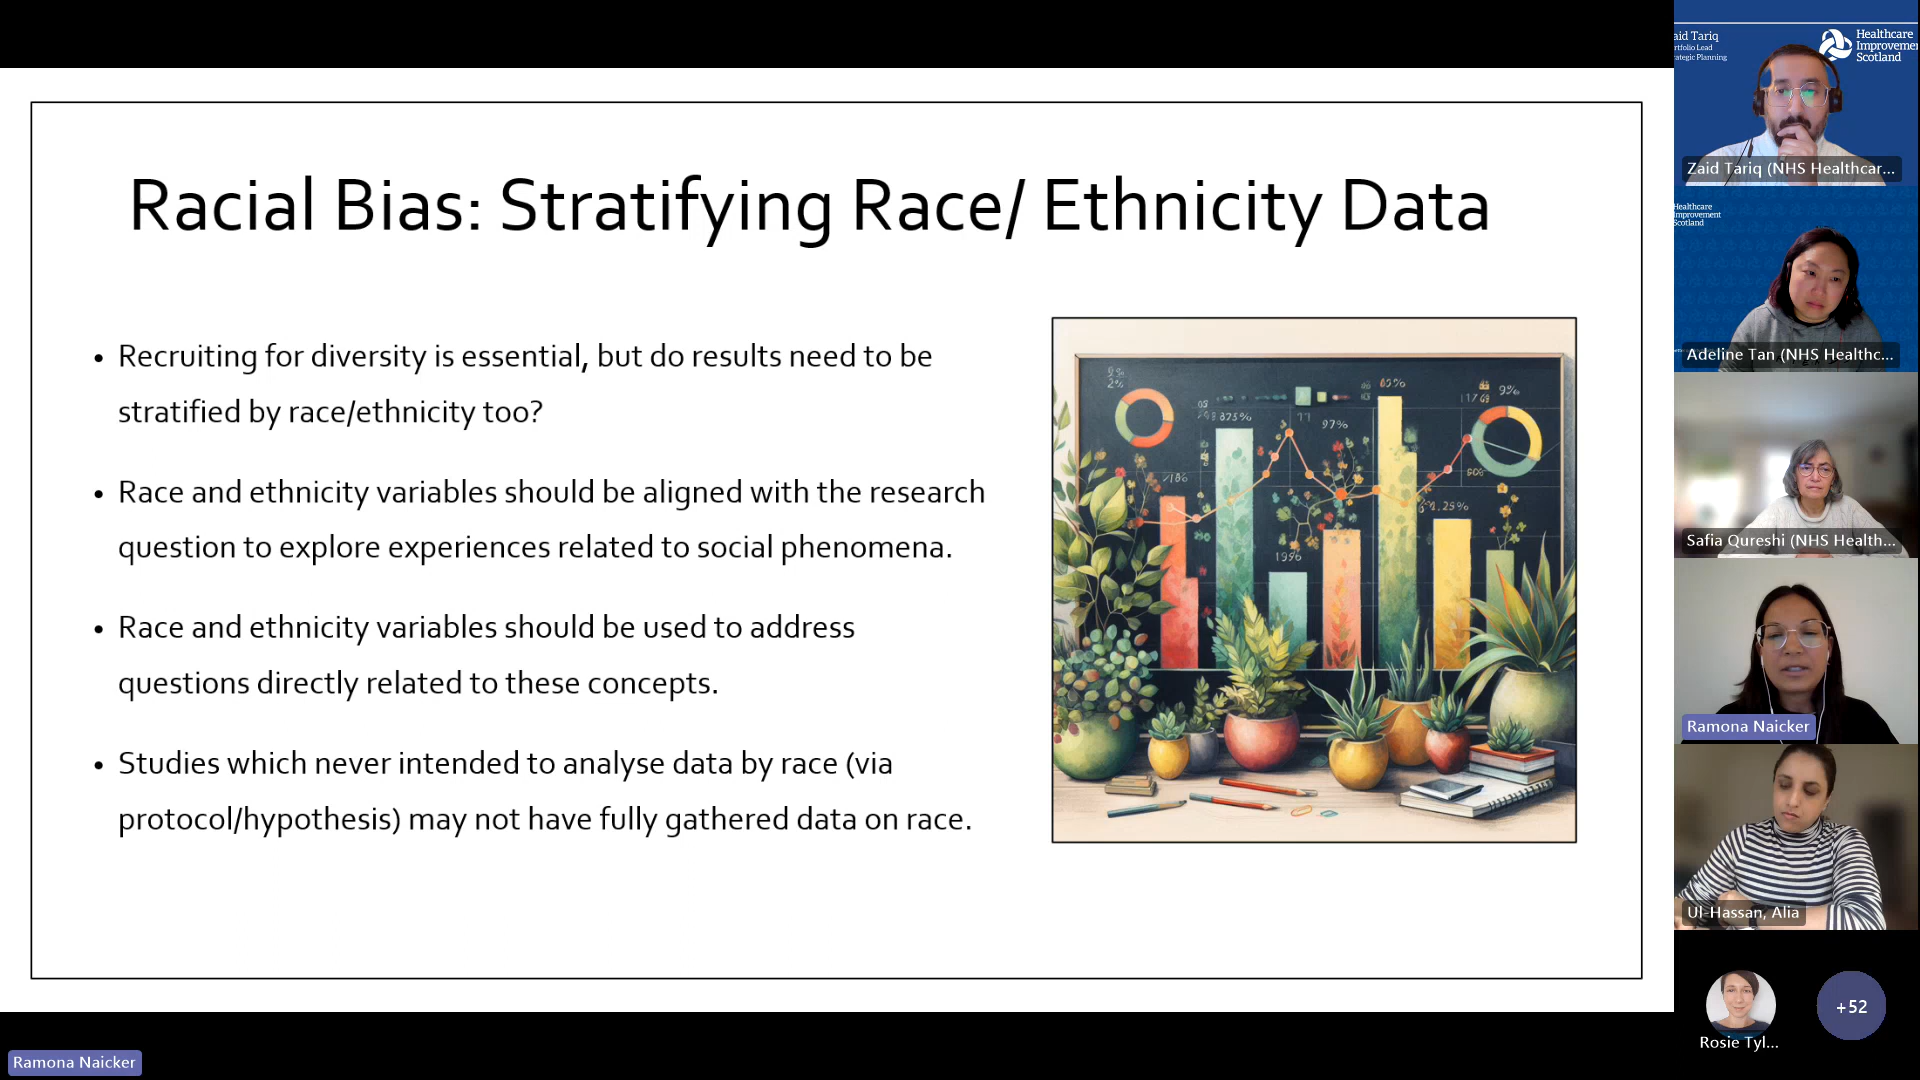 Racial Bias: Stratifying Race/ Ethnicity Data
• Recruiting for diversity is essential, but do results need to be
stratified by race/ethnicity too?
• Race and ethnicity variables should be aligned with the research
question to explore experiences related to social phenomena.
• Race and ethnicity variables should be used to address
questions directly related to these concepts.
• Studies which never intended to analyse data by race (via
protocol/hypothesis) may not have fully gathered data on race.
97%
Ramona Naicker
aid Tariq
rtfolio Lead
rategic Planning
Healthcare
Improvemen
Scotland
Zaid Tariq (NHS Healthcar...
Healthcare
Improvement
Scotland
Adeline Tan (NHS Healthc...
Safia Qureshi (NHS Health...
Ramona Naicker
Ul-Hassan, Alia
Rosie Tyl...
+52